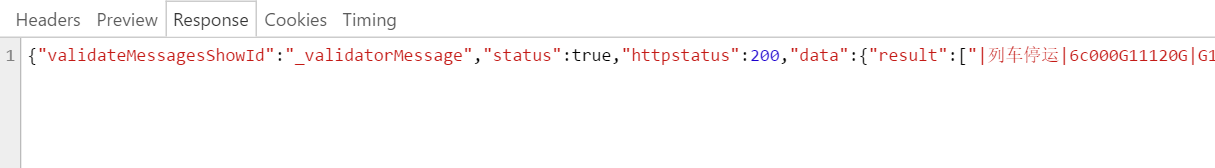 Headers Preview Response Cookies Timing
1 {"validateMessagesShowId":"_validatorMessage","status":true,"httpstatus":200,"data":{"result":["|列车停运|6c000G11120G|G1